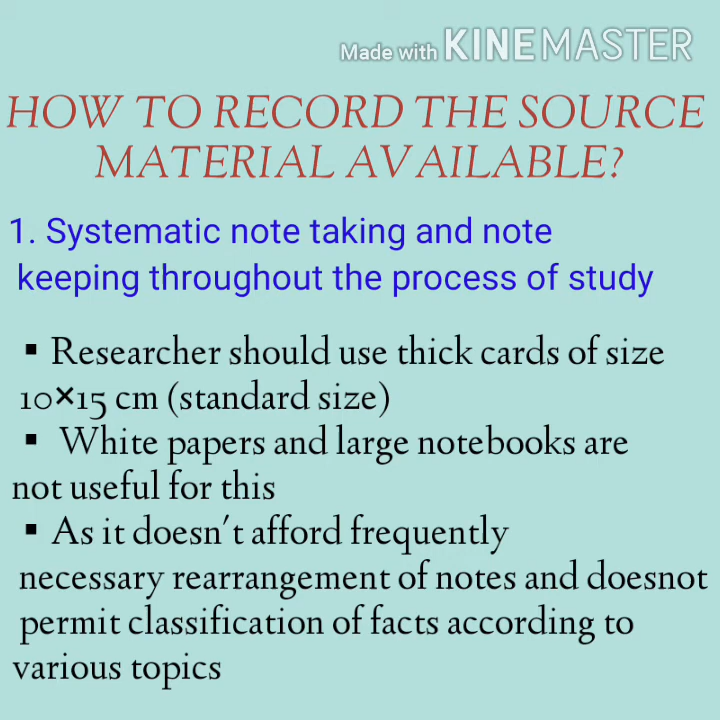 Made with KINEMASTER
HOW TO RECORD THE SOURCE
MATERIAL AVAILABLE?
1. Systematic note taking and note
keeping throughout the process of study
▪ Researcher should use thick cards of size
10×15 cm (standard size)
▪ White papers and large notebooks are
not useful for this
▪ As it doesn't afford frequently
necessary rearrangement of notes and doesnot
permit classification of facts according to
various topics